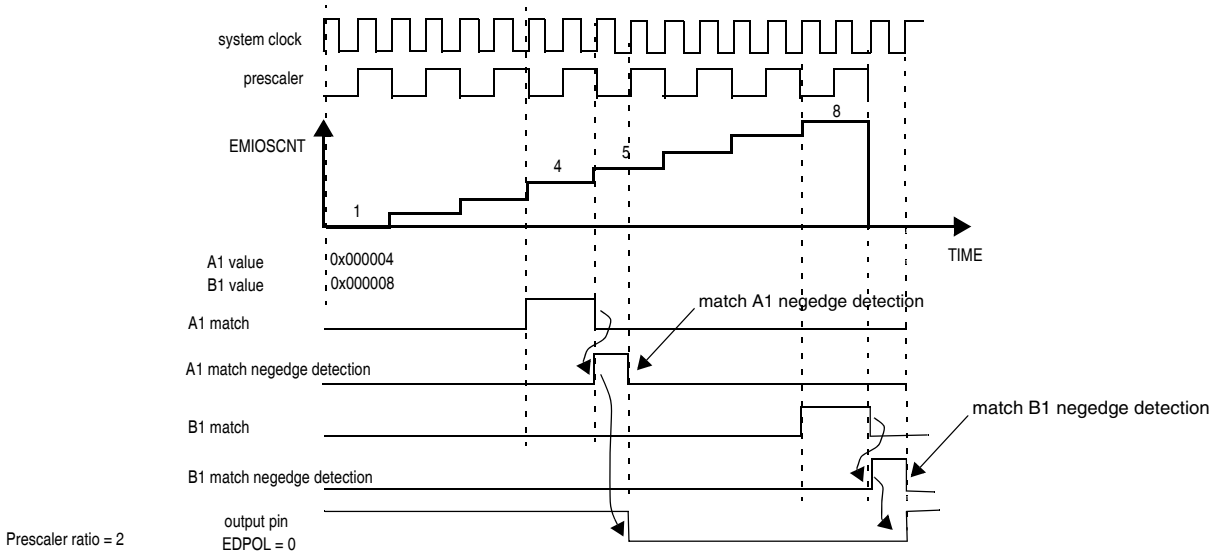 system clock
prescaler
8
EMIOSCNT
4
5
1
TIME
A1 value 0x000004
B1 value 0x000008
match A1 negedge detection
A1 match
A1 match negedge detection
match B1 negedge detection
B1 match
B1 match negedge detection
output pin
Prescaler ratio = 2
EDPOL = 0